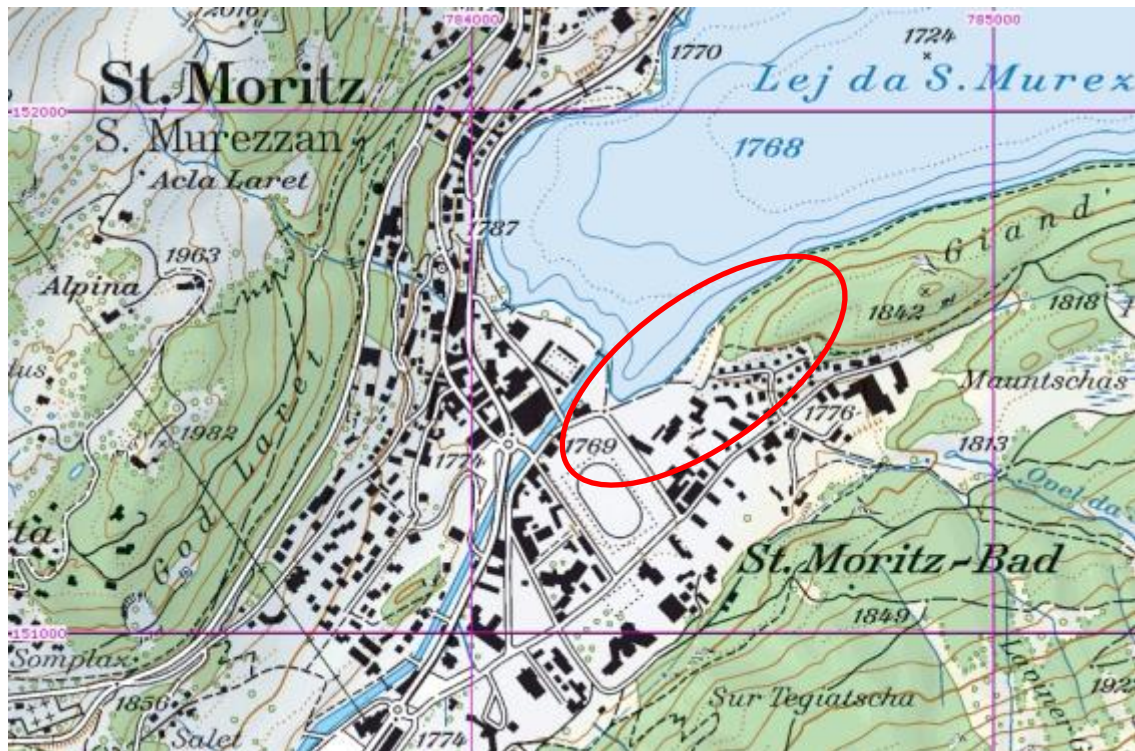 2016
784000
785000
1770
1724
St. Moritz
Lej da S. Murez
152000
S. Murezzan
1768
Acla Laret
1787
Giand'
1963
Alpina
1842
1818
Mauntschas
1982
1776
1769
1813
God Laret
Ovel da
St. Moritz-Bad
1849
151000
Somplaz
1856
Sur Tegiatscha
Salet
1774